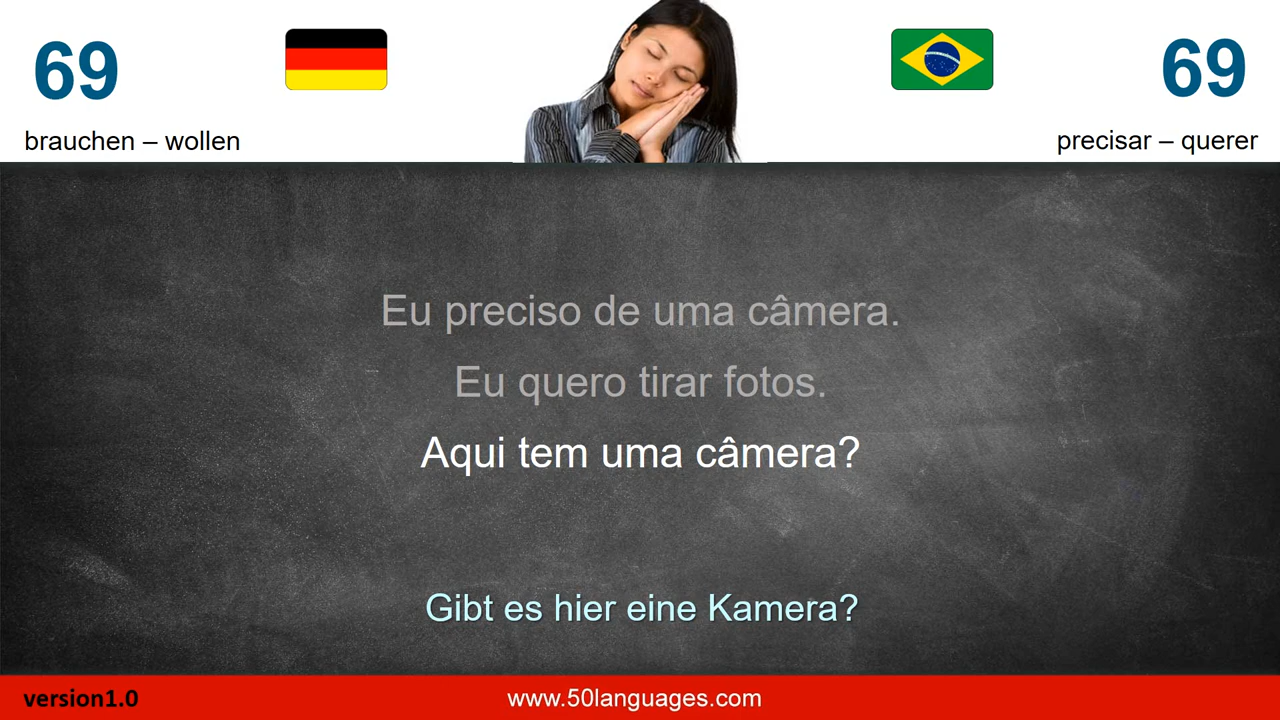 69
69
brauchen – wollen
precisar – querer
Eu preciso de uma câmera.
Eu quero tirar fotos.
Aqui tem uma câmera?
Gibt es hier eine Kamera?
version1.0
www.50languages.com